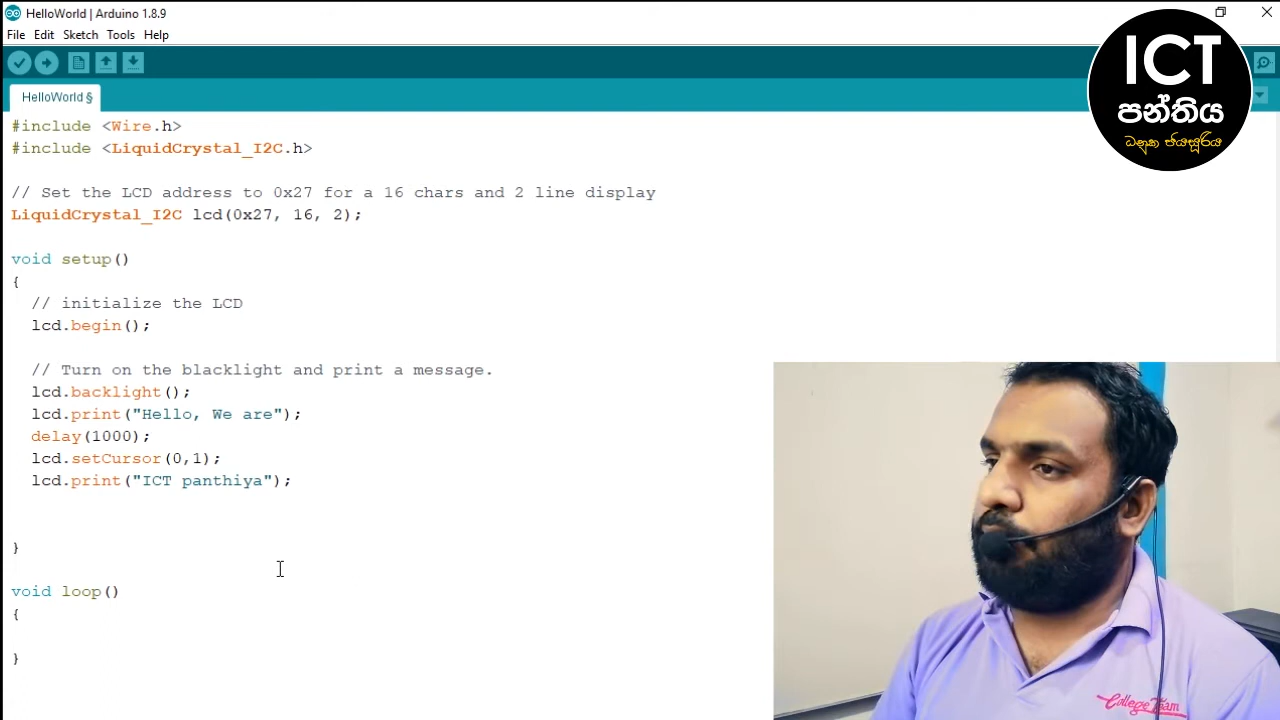 HelloWorld | Arduino 1.8.9
File Edit Sketch Tools Help
HelloWorld §
#include <Wire.h>
#include <LiquidCrystal_I2C.h>
// Set the LCD address to 0x27 for a 16 chars and 2 line display
LiquidCrystal_I2C lcd(0x27, 16, 2);
void setup()
{
// initialize the LCD
lcd.begin();
// Turn on the blacklight and print a message.
lcd.backlight();
lcd.print("Hello, We are");
delay(1000);
lcd.setCursor(0,1);
lcd.print("ICT panthiya");
}
void loop()
{
}
ICT
පන්තිය
ධනුක ජයසූරිය
College Team